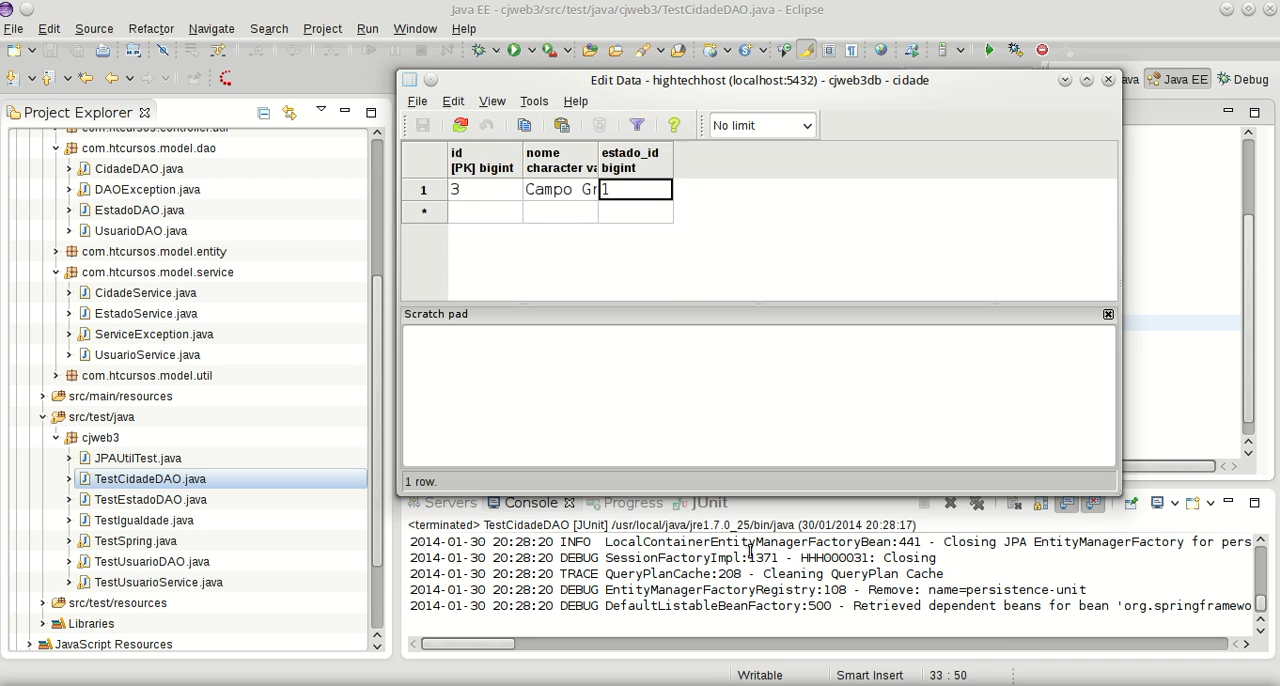 Java EE - cjweb3/src/test/java/cjweb3/TestCidadeDAO.java - Eclipse
File Edit Source Refactor Navigate Search Project Run Window Help
Java EE Debug
Project Explorer
com.htcursos.controller.util
com.htcursos.model.dao
CidadeDAO.java
DAOException.java
EstadoDAO.java
UsuarioDAO.java
com.htcursos.model.entity
com.htcursos.model.service
CidadeService.java
EstadoService.java
ServiceException.java
UsuarioService.java
com.htcursos.model.util
src/main/resources
src/test/java
cjweb3
JPAUtilTest.java
TestCidadeDAO.java
TestEstadoDAO.java
TestIgualdade.java
TestSpring.java
TestUsuarioDAO.java
TestUsuarioService.java
src/test/resources
Libraries
JavaScript Resources
Edit Data - hightechhost (localhost:5432) - cjweb3db - cidade
File Edit View Tools Help
No limit
id nome estado_id
[PK] bigint character va bigint
1 3 Campo Gr 1
*
Scratch pad
1 row.
Servers Console Progress JUnit
<terminated> TestCidadeDAO [JUnit] /usr/local/java/jre1.7.0_25/bin/java (30/01/2014 20:28:17)
2014-01-30 20:28:20 INFO LocalContainerEntityManagerFactoryBean:441 - Closing JPA EntityManagerFactory for pers
2014-01-30 20:28:20 DEBUG SessionFactoryImpl:1371 - HHH000031: Closing
2014-01-30 20:28:20 TRACE QueryPlanCache:208 - Cleaning QueryPlan Cache
2014-01-30 20:28:20 DEBUG EntityManagerFactoryRegistry:108 - Remove: name=persistence-unit
2014-01-30 20:28:20 DEBUG DefaultListableBeanFactory:500 - Retrieved dependent beans for bean 'org.springframewo
Writable Smart Insert 33 : 50